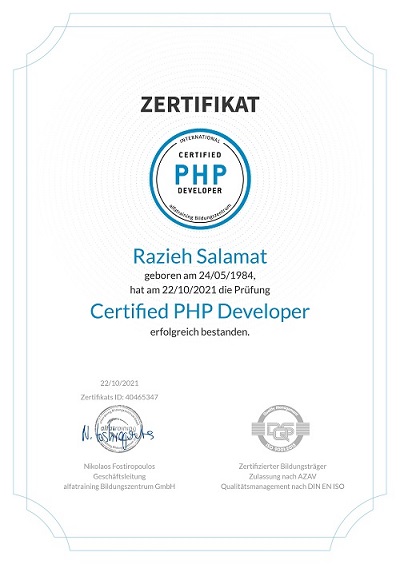 ZERTIFIKAT
INTERNATIONAL
CERTIFIED
PHP
DEVELOPER
alfatraining Bildungszentrum
Razieh Salamat
geboren am 24/05/1984,
hat am 22/10/2021 die Prüfung
Certified PHP Developer
erfolgreich bestanden.
22/10/2021
Zertifikats ID: 40465347
Nikolaos Fostiropoulos
Geschäftsleitung
alfatraining Bildungszentrum GmbH
DQP
Zertifizierter Bildungsträger
Zulassung nach AZAV
Qualitätsmanagement nach DIN EN ISO